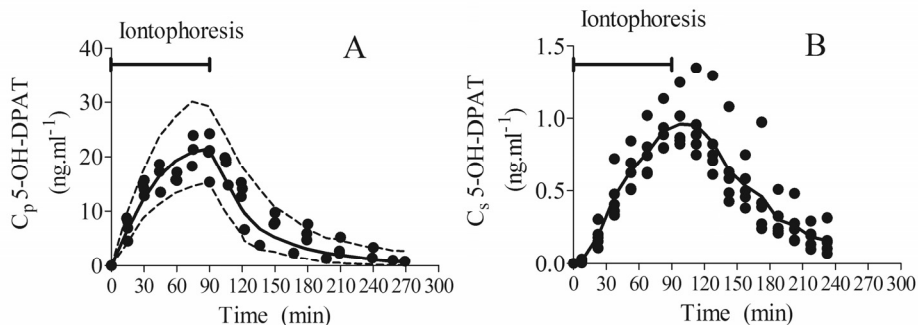 Iontophoresis
A
C_p 5-OH-DPAT
(ng.ml⁻¹)
40
30
20
10
0
0 30 60 90 120 150 180 210 240 270 300
Time (min)
Iontophoresis
B
C_s 5-OH-DPAT
(ng.ml⁻¹)
1.5
1.0
0.5
0.0
0 30 60 90 120 150 180 210 240 270 300
Time (min)